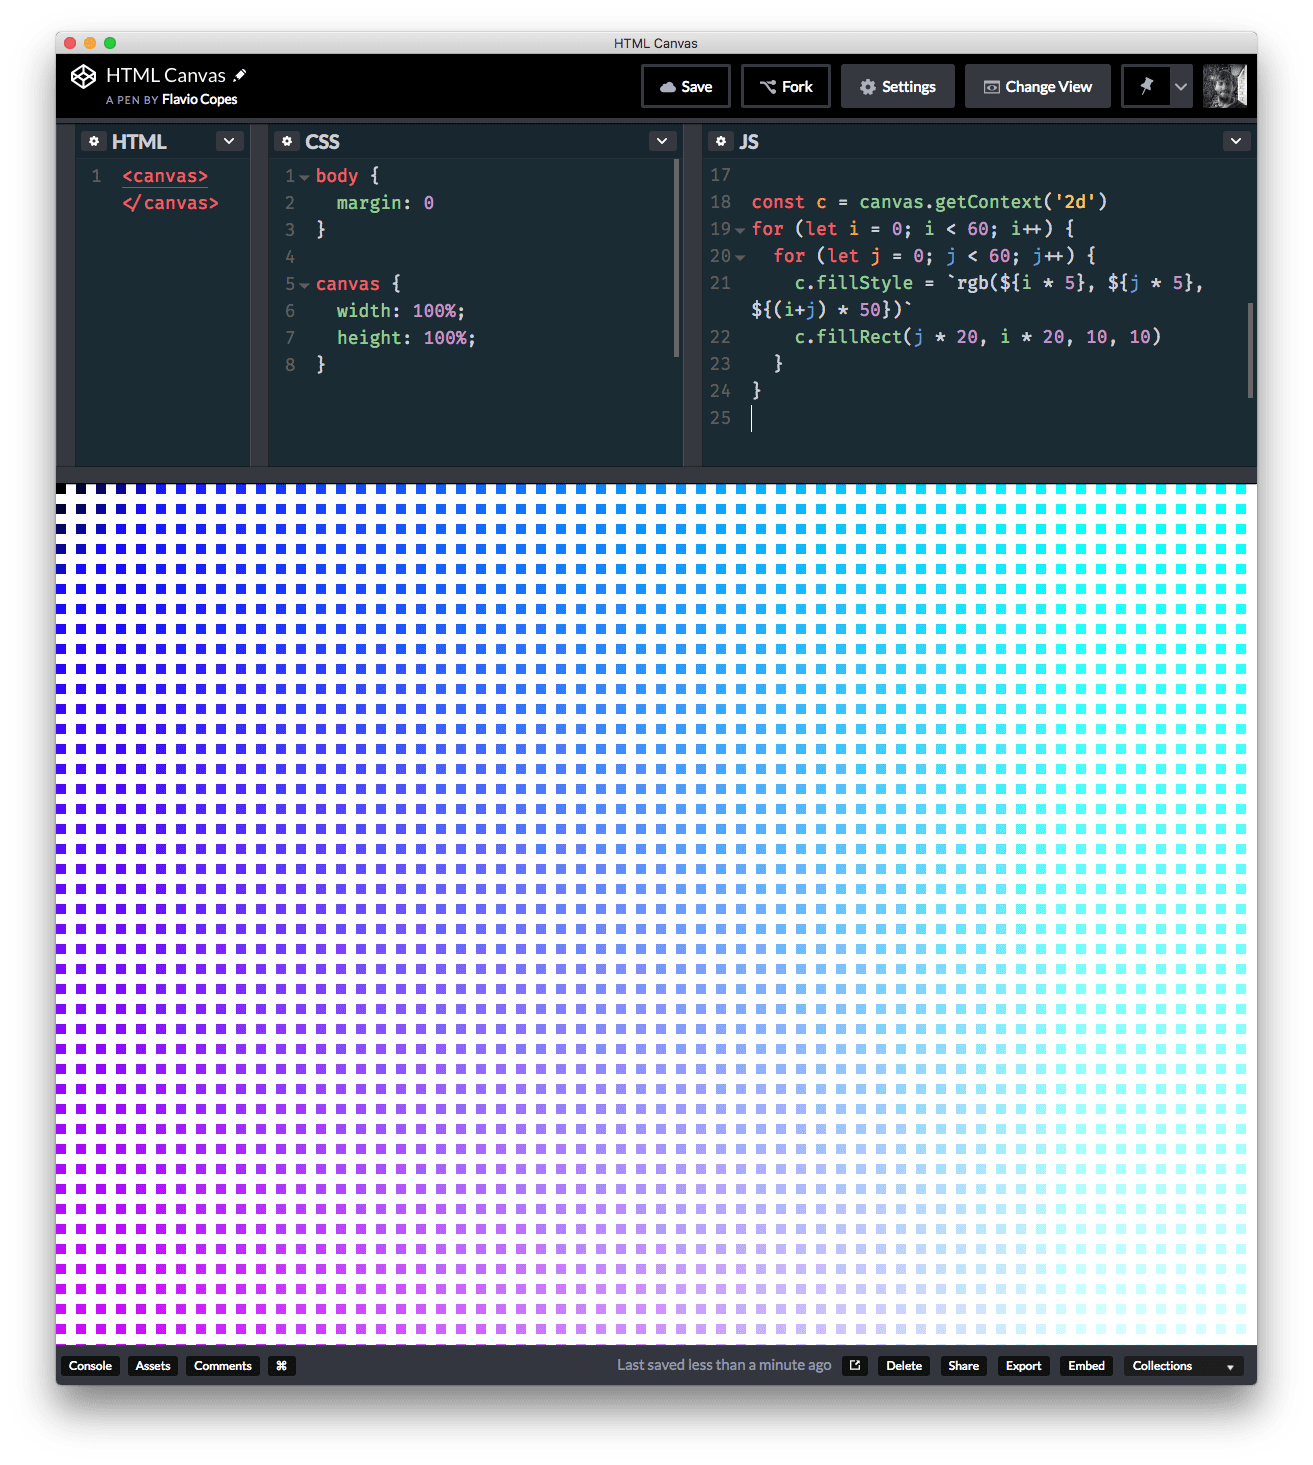 HTML Canvas
HTML Canvas
A PEN BY Flavio Copes
Save
Fork
Settings
Change View
HTML
1 <canvas>
</canvas>
CSS
1 body {
2   margin: 0
3 }
4
5 canvas {
6   width: 100%;
7   height: 100%;
8 }
JS
17
18 const c = canvas.getContext('2d')
19 for (let i = 0; i < 60; i++) {
20   for (let j = 0; j < 60; j++) {
21     c.fillStyle = `rgb(${i * 5}, ${j * 5},
${(i+j) * 50})`
22     c.fillRect(j * 20, i * 20, 10, 10)
23   }
24 }
25
Console
Assets
Comments
⌘
Last saved less than a minute ago
Delete
Share
Export
Embed
Collections